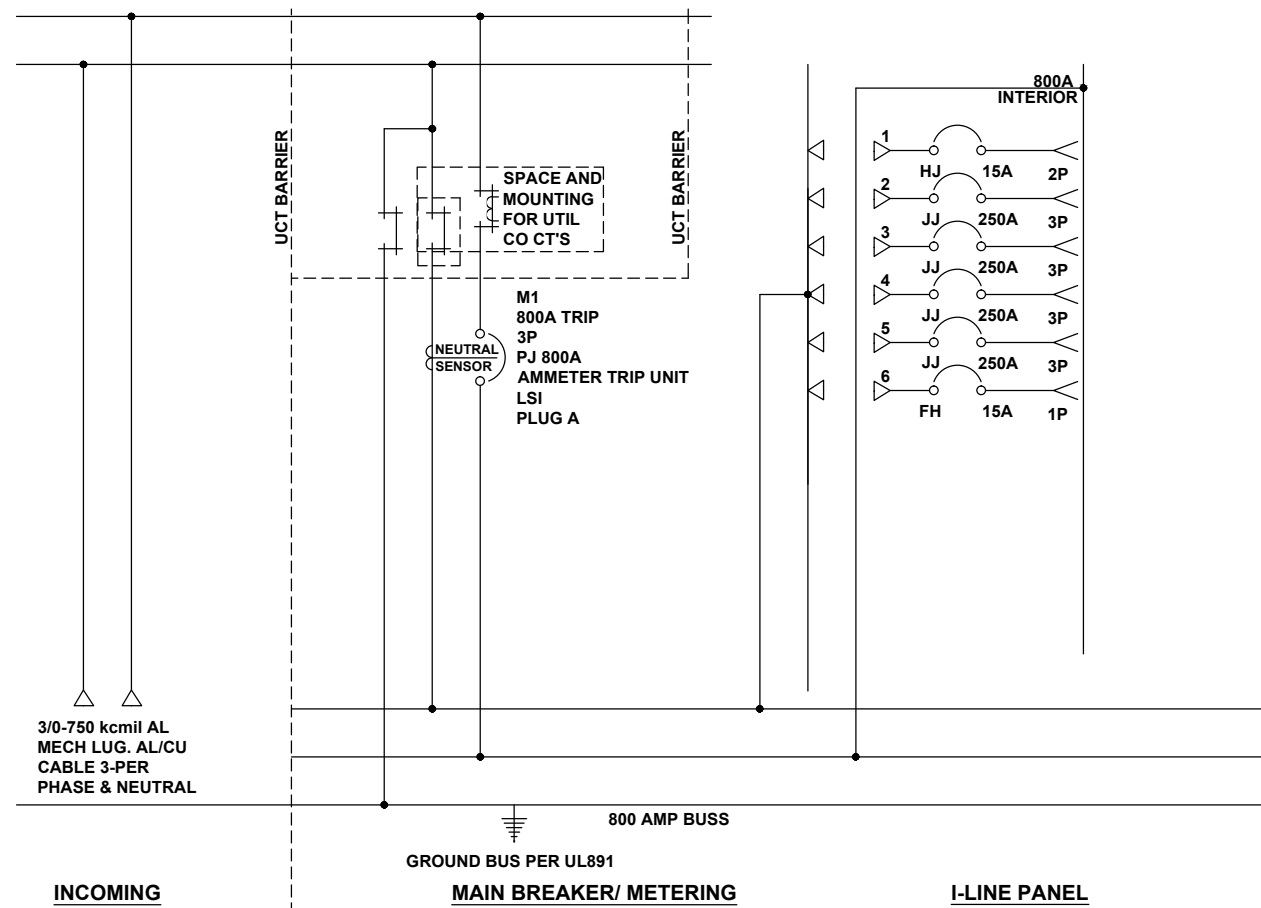 800A
INTERIOR
UCT BARRIER
UCT BARRIER
SPACE AND
MOUNTING
FOR UTIL
CO CT'S
1
HJ 15A 2P
2
JJ 250A 3P
3
JJ 250A 3P
4
JJ 250A 3P
5
JJ 250A 3P
6
FH 15A 1P
M1
800A TRIP
3P
PJ 800A
AMMETER TRIP UNIT
LSI
PLUG A
NEUTRAL
SENSOR
3/0-750 kcmil AL
MECH LUG. AL/CU
CABLE 3-PER
PHASE & NEUTRAL
800 AMP BUSS
GROUND BUS PER UL891
INCOMING
MAIN BREAKER/ METERING
I-LINE PANEL